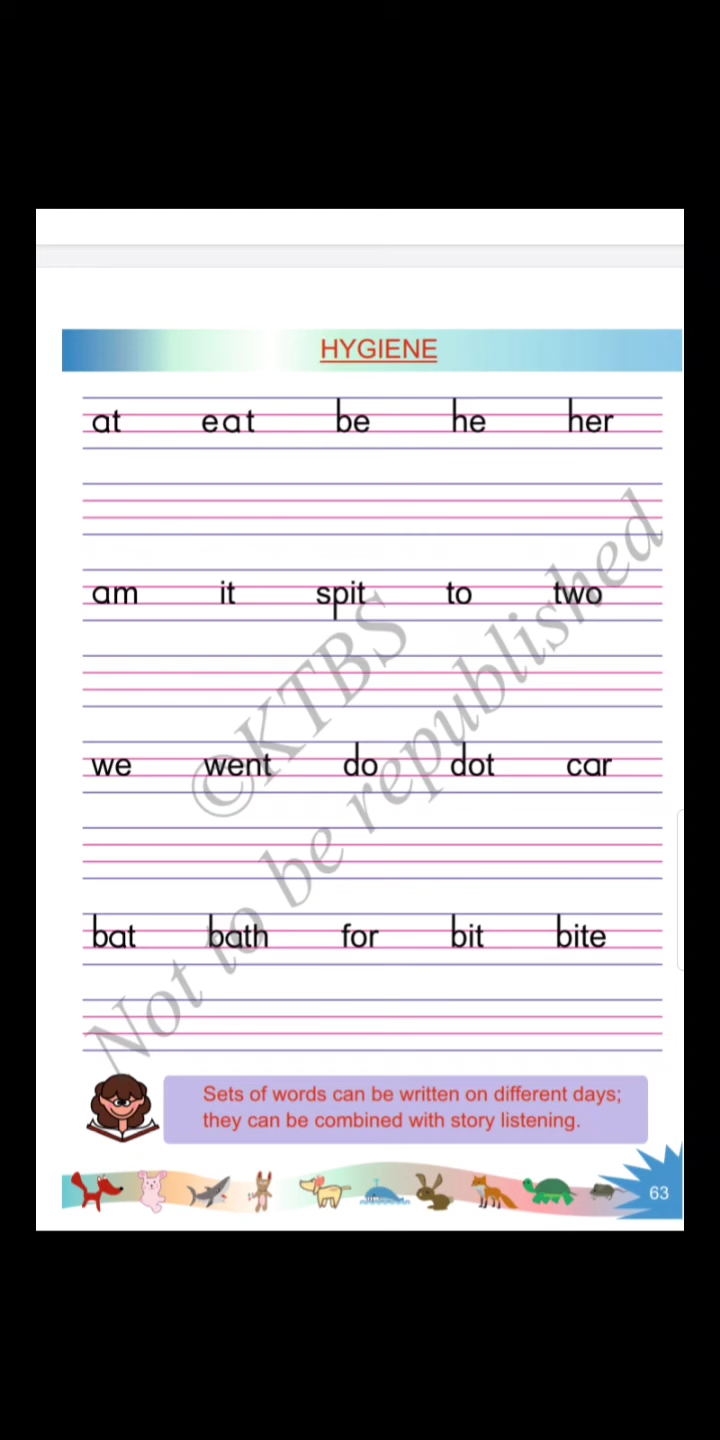 HYGIENE
at eat be he her
am it spit to two
we went do dot car
bat bath for bit bite
©KTBS
Not to be republished
Sets of words can be written on different days;
they can be combined with story listening.
63